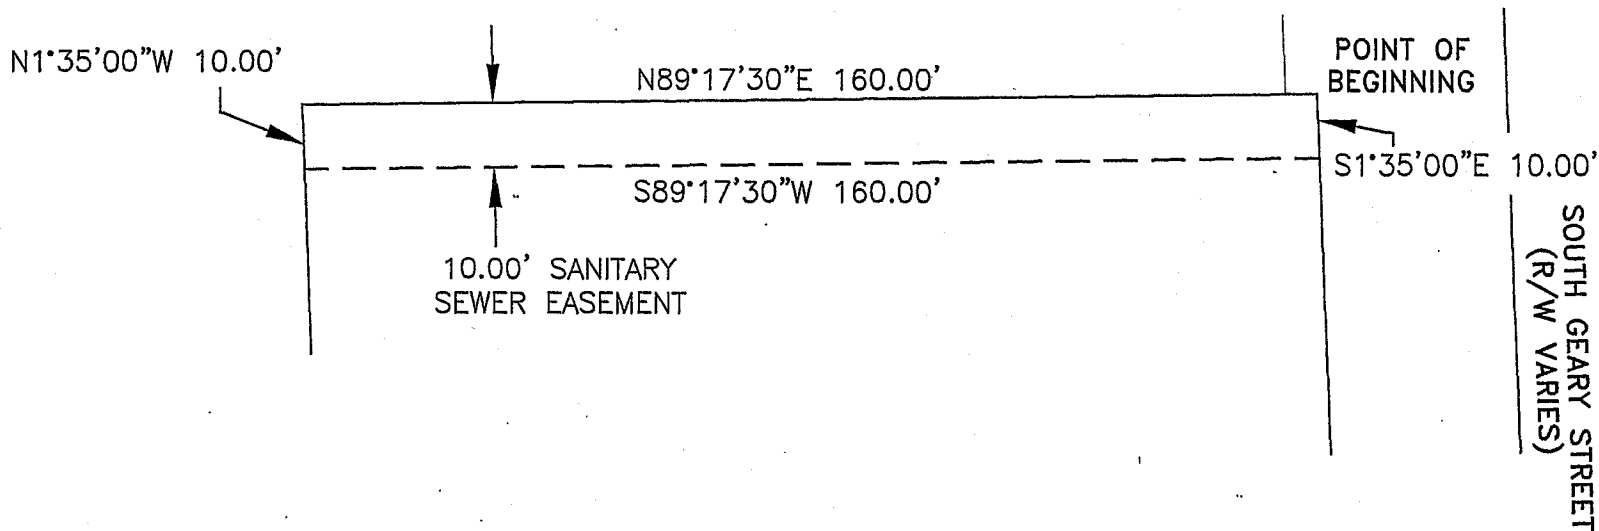 N1°35'00"W 10.00'
N89°17'30"E 160.00'
POINT OF
BEGINNING
S1°35'00"E 10.00'
S89°17'30"W 160.00'
10.00' SANITARY
SEWER EASEMENT
SOUTH GEARY STREET
(R/W VARIES)